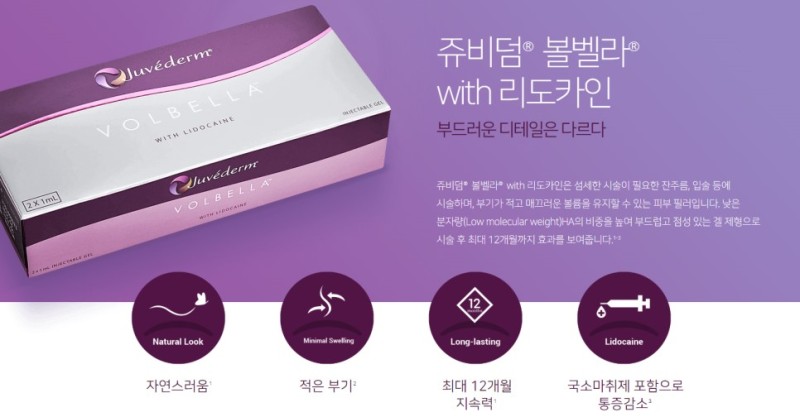 Juvéderm®
VOLBELLA™
WITH LIDOCAINE
INJECTABLE GEL
2 X 1mL
Juvéderm®
VOLBELLA
WITH LIDOCAINE
INJECTABLE GEL
쥬비덤® 볼벨라®
with 리도카인
부드러운 디테일은 다르다
쥬비덤® 볼벨라® with 리도카인은 섬세한 시술이 필요한 잔주름, 입술 등에
시술하며, 부기가 적고 매끄러운 볼륨을 유지할 수 있는 피부 필러입니다. 낮은
분자량(Low molecular weight)HA의 비중을 높여 부드럽고 점성 있는 겔 제형으로
시술 후 최대 12개월까지 효과를 보여줍니다.
Natural Look
자연스러움¹
Minimal Swelling
적은 부기²
12
Long-lasting
최대 12개월
지속력¹
Lidocaine
국소마취제 포함으로
통증감소³